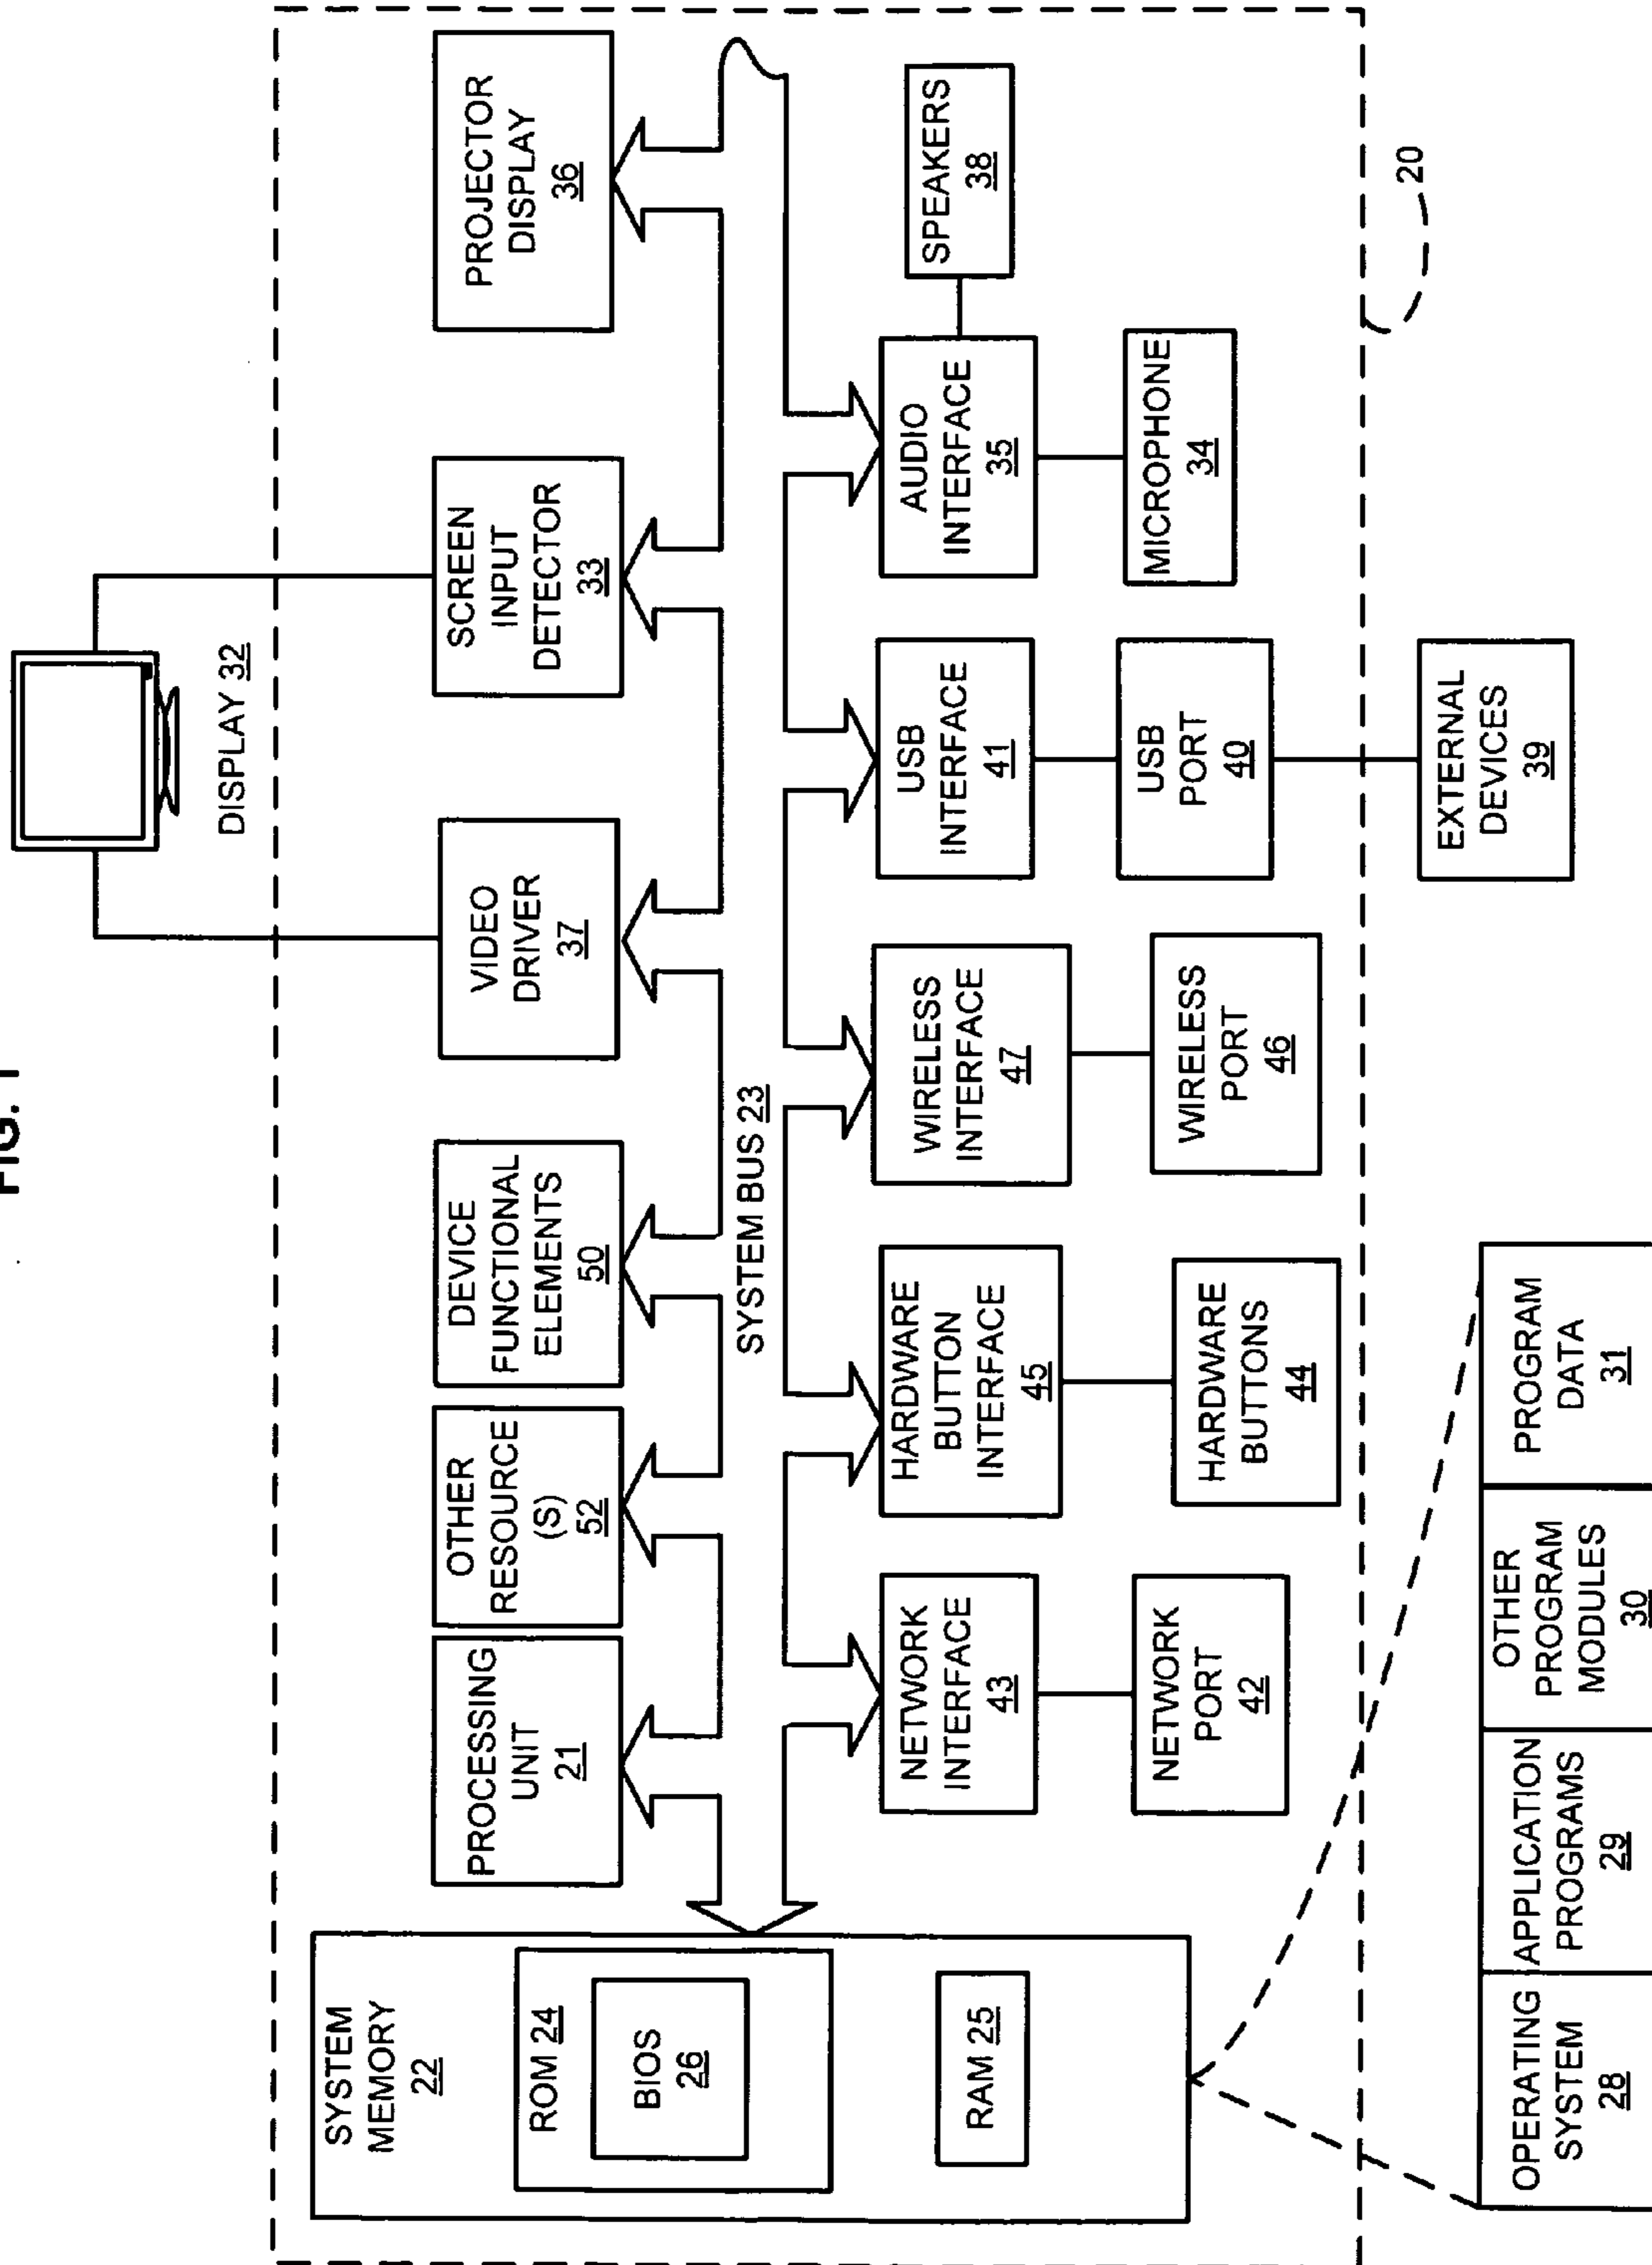 FIG. 1
DISPLAY 32
SYSTEM
MEMORY
22
ROM 24
BIOS
26
RAM 25
PROCESSING
UNIT
21
OTHER
RESOURCE
(S)
52
DEVICE
FUNCTIONAL
ELEMENTS
50
VIDEO
DRIVER
37
SCREEN
INPUT
DETECTOR
33
PROJECTOR
DISPLAY
36
SYSTEM BUS 23
NETWORK
INTERFACE
43
HARDWARE
BUTTON
INTERFACE
45
WIRELESS
INTERFACE
47
USB
INTERFACE
41
AUDIO
INTERFACE
35
SPEAKERS
38
NETWORK
PORT
42
HARDWARE
BUTTONS
44
WIRELESS
PORT
46
USB
PORT
40
MICROPHONE
34
20
OPERATING
SYSTEM
28
APPLICATION
PROGRAMS
29
OTHER
PROGRAM
MODULES
30
PROGRAM
DATA
31
EXTERNAL
DEVICES
39